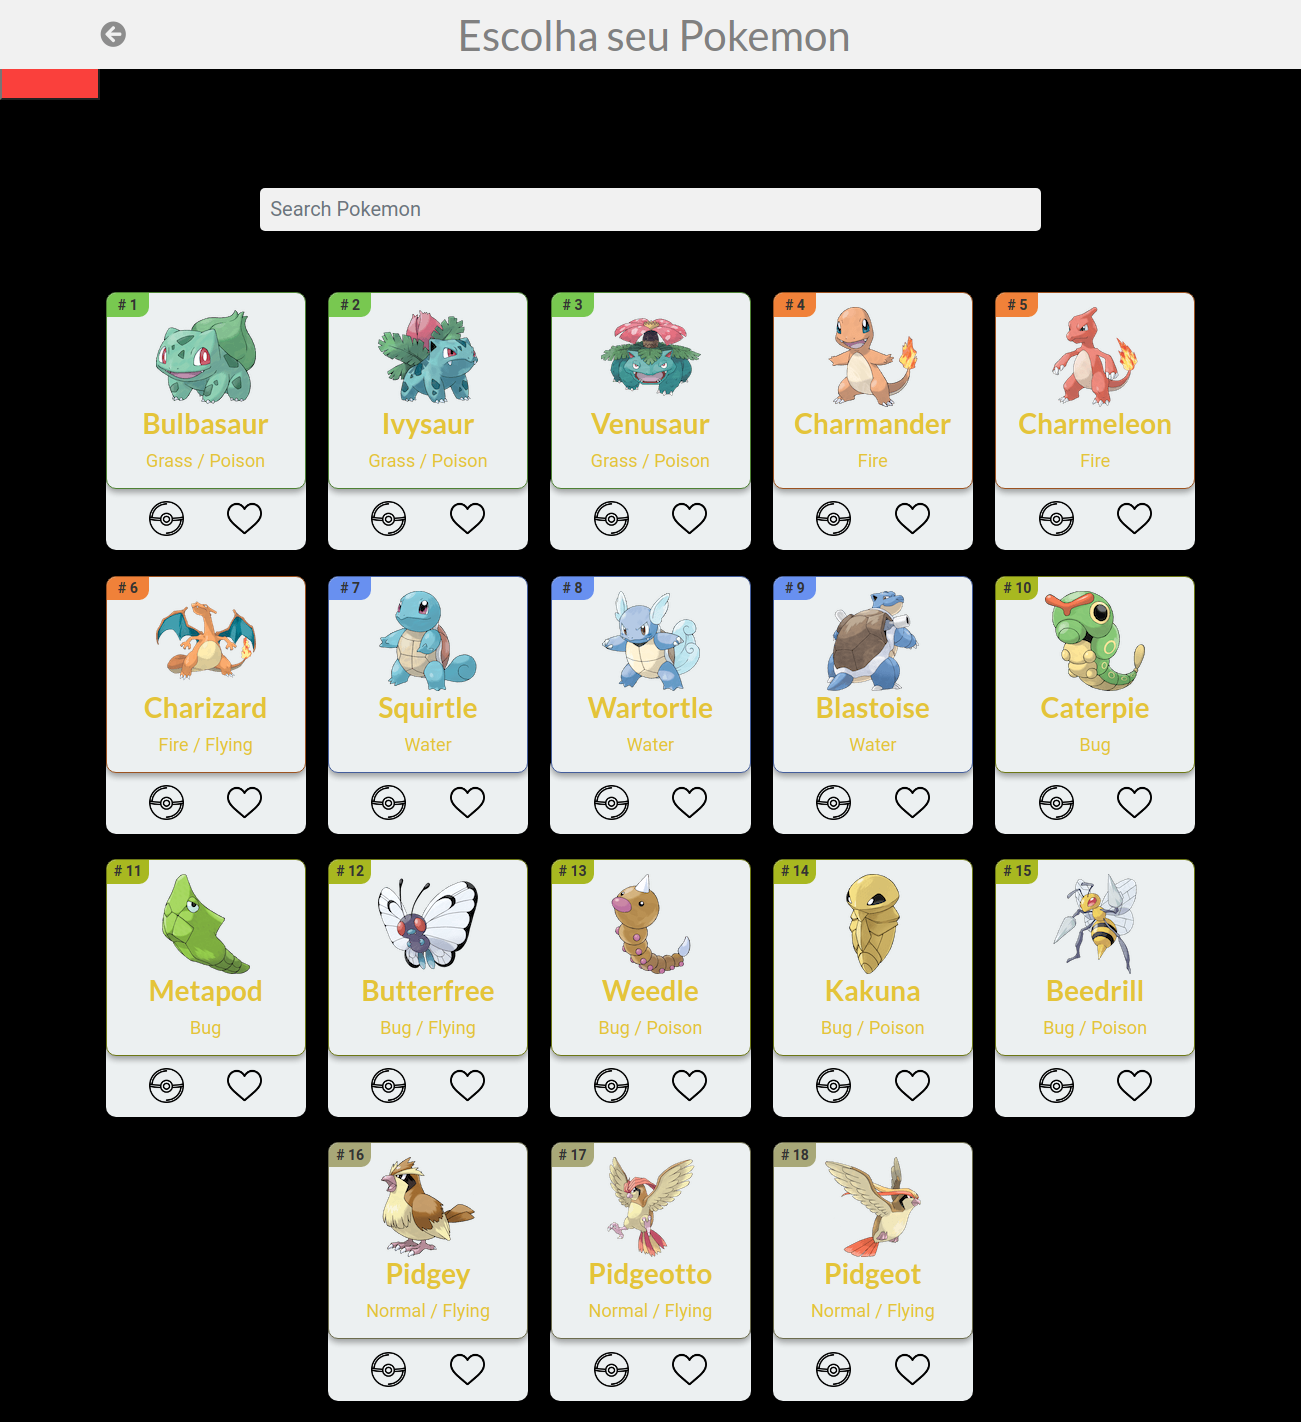 Escolha seu Pokemon
Search Pokemon
# 1
Bulbasaur
Grass / Poison
# 2
Ivysaur
Grass / Poison
# 3
Venusaur
Grass / Poison
# 4
Charmander
Fire
# 5
Charmeleon
Fire
# 6
Charizard
Fire / Flying
# 7
Squirtle
Water
# 8
Wartortle
Water
# 9
Blastoise
Water
# 10
Caterpie
Bug
# 11
Metapod
Bug
# 12
Butterfree
Bug / Flying
# 13
Weedle
Bug / Poison
# 14
Kakuna
Bug / Poison
# 15
Beedrill
Bug / Poison
# 16
Pidgey
Normal / Flying
# 17
Pidgeotto
Normal / Flying
# 18
Pidgeot
Normal / Flying